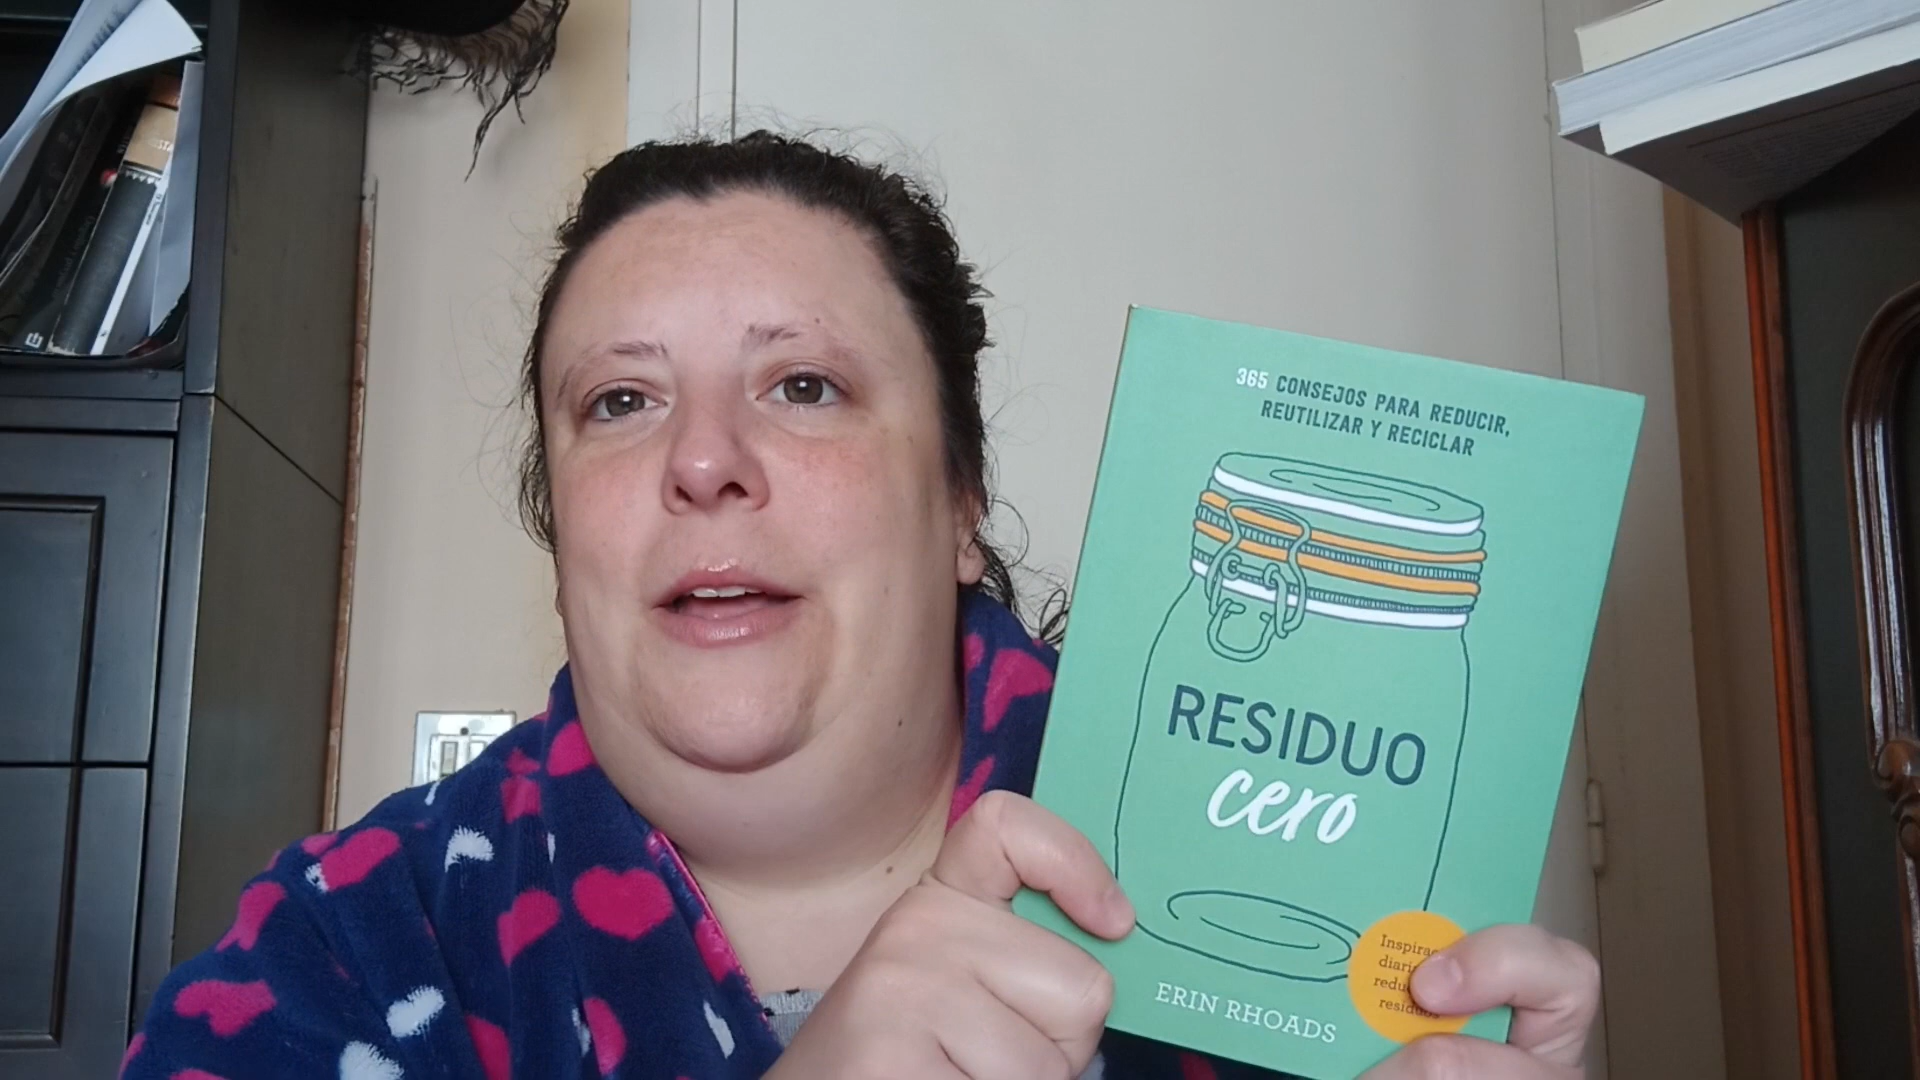 365 CONSEJOS PARA REDUCIR,
REUTILIZAR Y RECICLAR
RESIDUO
cero
ERIN RHOADS